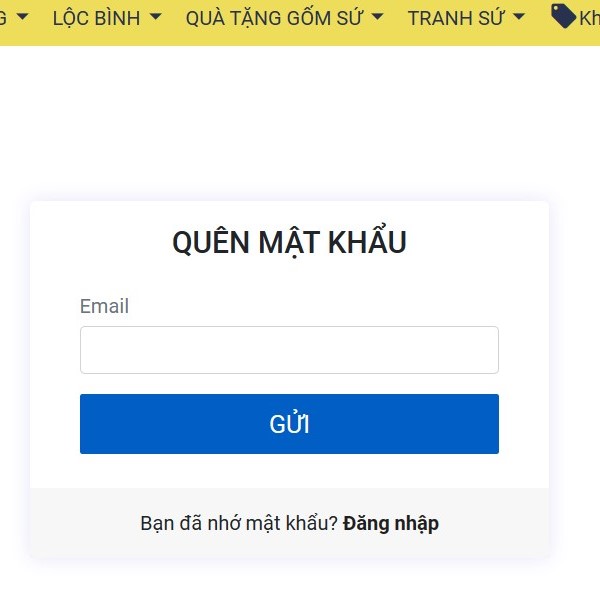 LỘC BÌNH QUÀ TẶNG GỐM SỨ TRANH SỨ
QUÊN MẬT KHẨU
Email
GỬI
Bạn đã nhớ mật khẩu? Đăng nhập